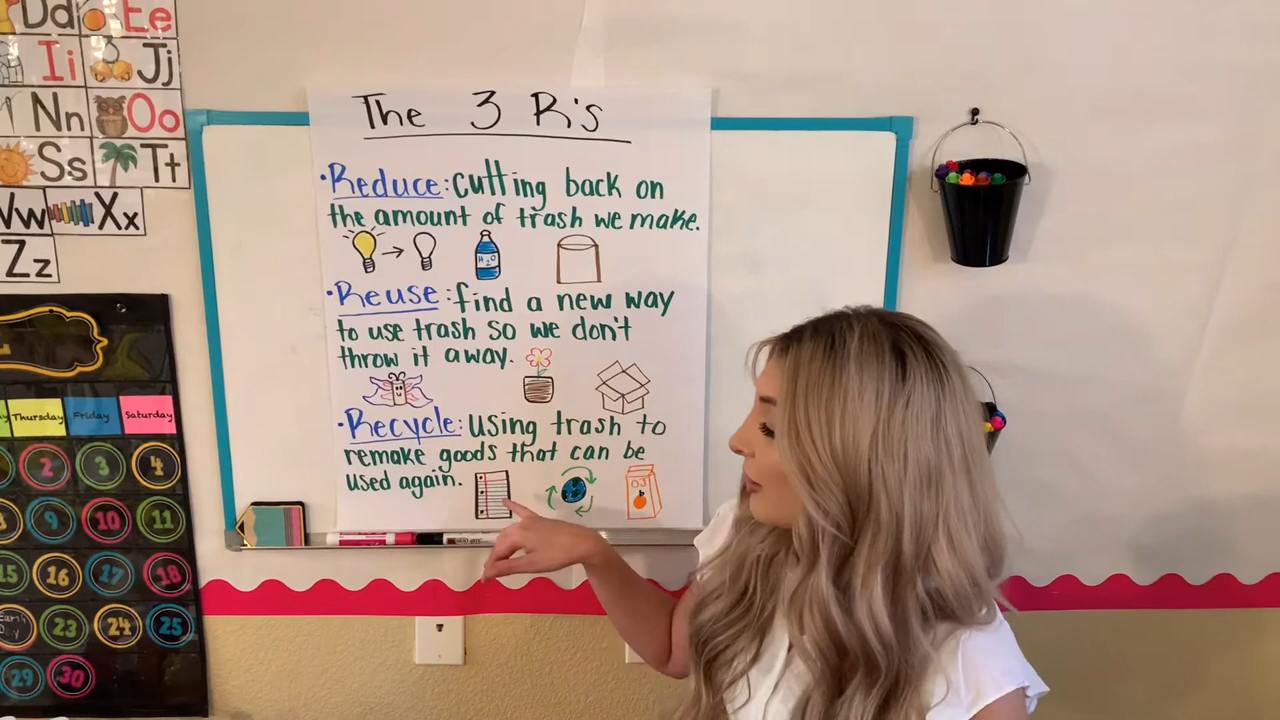 Dd Ee
Ii Jj
Nn Oo
Ss Tt
Ww Xx
Zz
The 3 R's
•Reduce: cutting back on
the amount of trash we make.
H2O
•Reuse: find a new way
to use trash so we don't
throw it away.
•Recycle: Using trash to
remake goods that can be
used again.
OJ
Thursday Friday Saturday
2 3 4
9 10 11
15 16 17 18
Earth Day 23 24 25
29 30